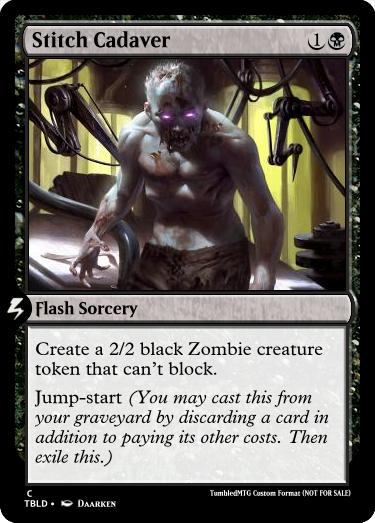 Stitch Cadaver 1
Flash Sorcery
Create a 2/2 black Zombie creature
token that can't block.
Jump-start (You may cast this from
your graveyard by discarding a card in
addition to paying its other costs. Then
exile this.)
C
TumbledMTG Custom Format (NOT FOR SALE)
TBLD • Daarken